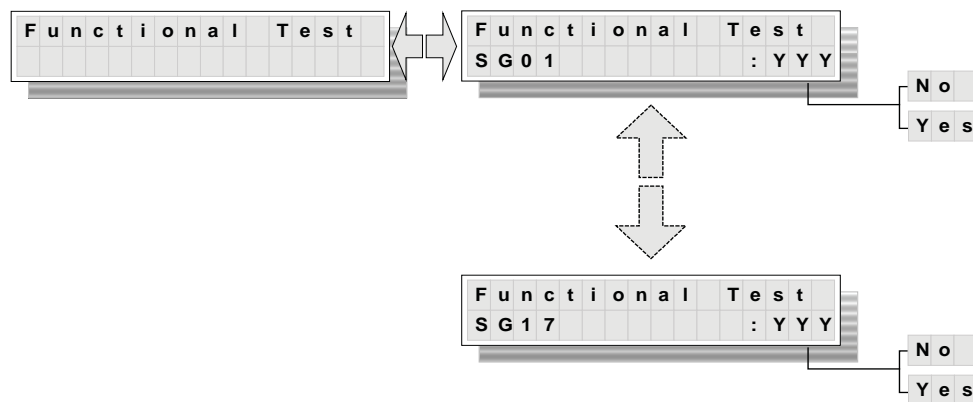 Functional Test
Functional Test
SG01 :YYY
No
Yes
Functional Test
SG17 :YYY
No
Yes